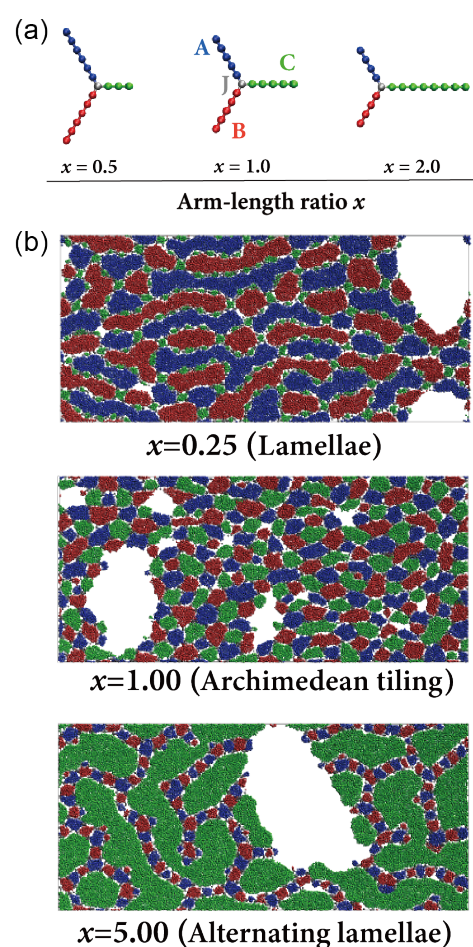 (a)
A
C
J
B
x = 0.5
x = 1.0
x = 2.0
Arm-length ratio x
(b)
x=0.25 (Lamellae)
x=1.00 (Archimedean tiling)
x=5.00 (Alternating lamellae)